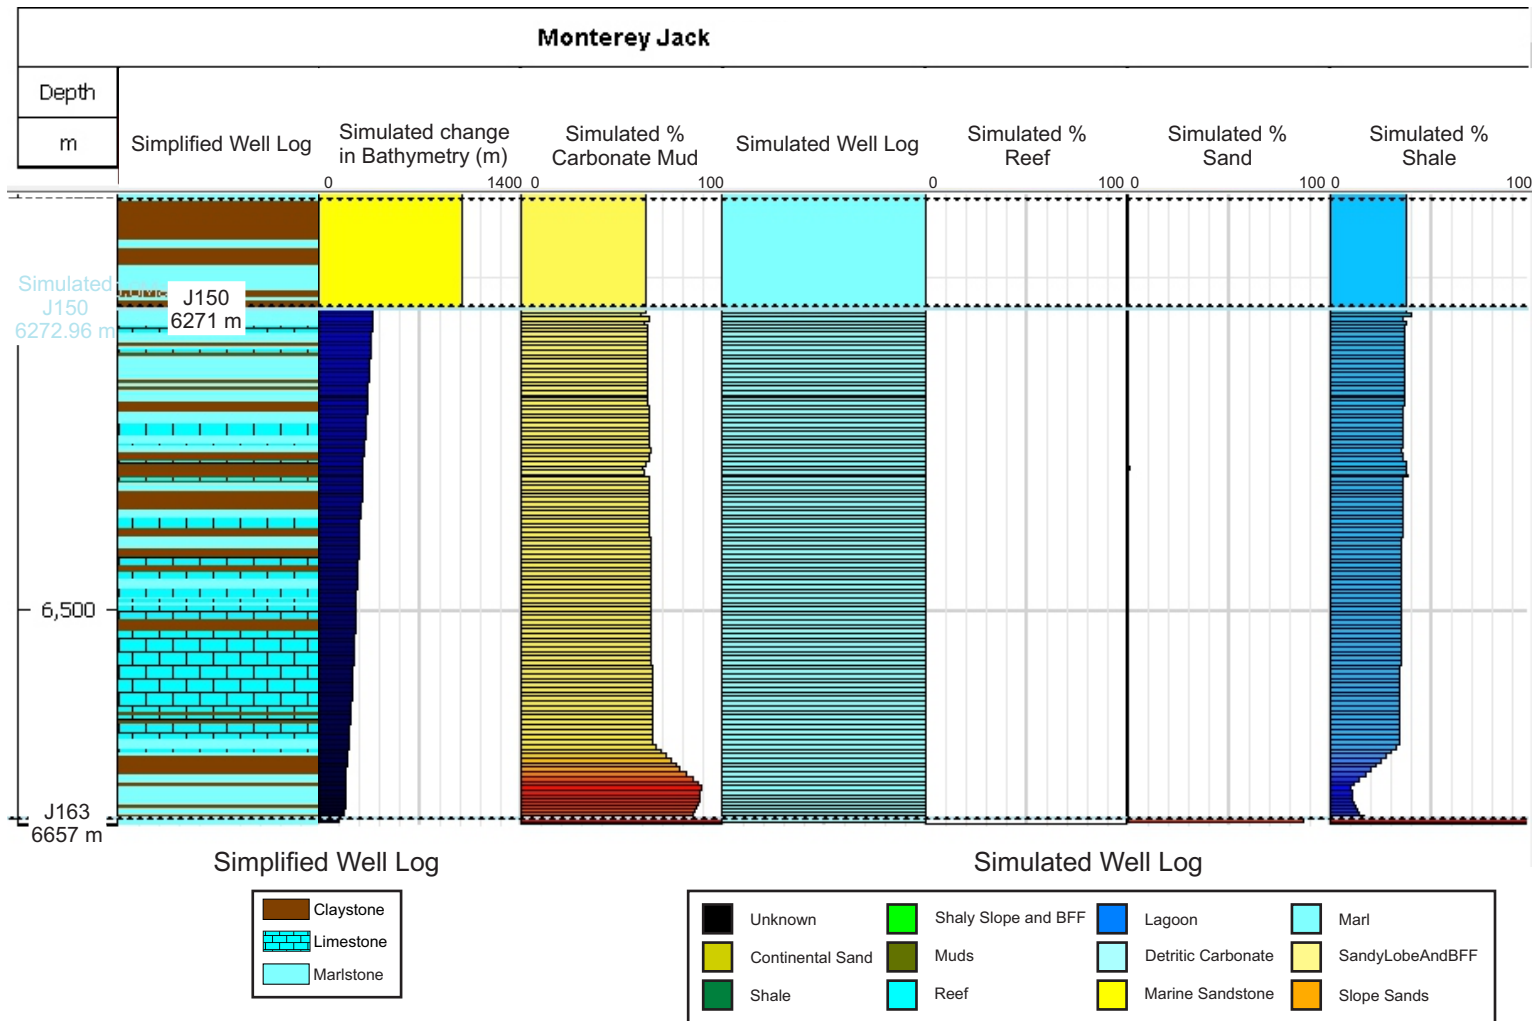 Monterey Jack
Depth
m
Simplified Well Log
Simulated change
in Bathymetry (m)
Simulated %
Carbonate Mud
Simulated Well Log
Simulated %
Reef
Simulated %
Sand
Simulated %
Shale
0 1400 0 100 0 100 0 100 0 100
Simulated
J150
6272.96 m
J150
6271 m
6,500
J163
6657 m
Simplified Well Log
Claystone
Limestone
Marlstone
Simulated Well Log
Unknown
Shaly Slope and BFF
Lagoon
Marl
Continental Sand
Muds
Detritic Carbonate
SandyLobeAndBFF
Shale
Reef
Marine Sandstone
Slope Sands